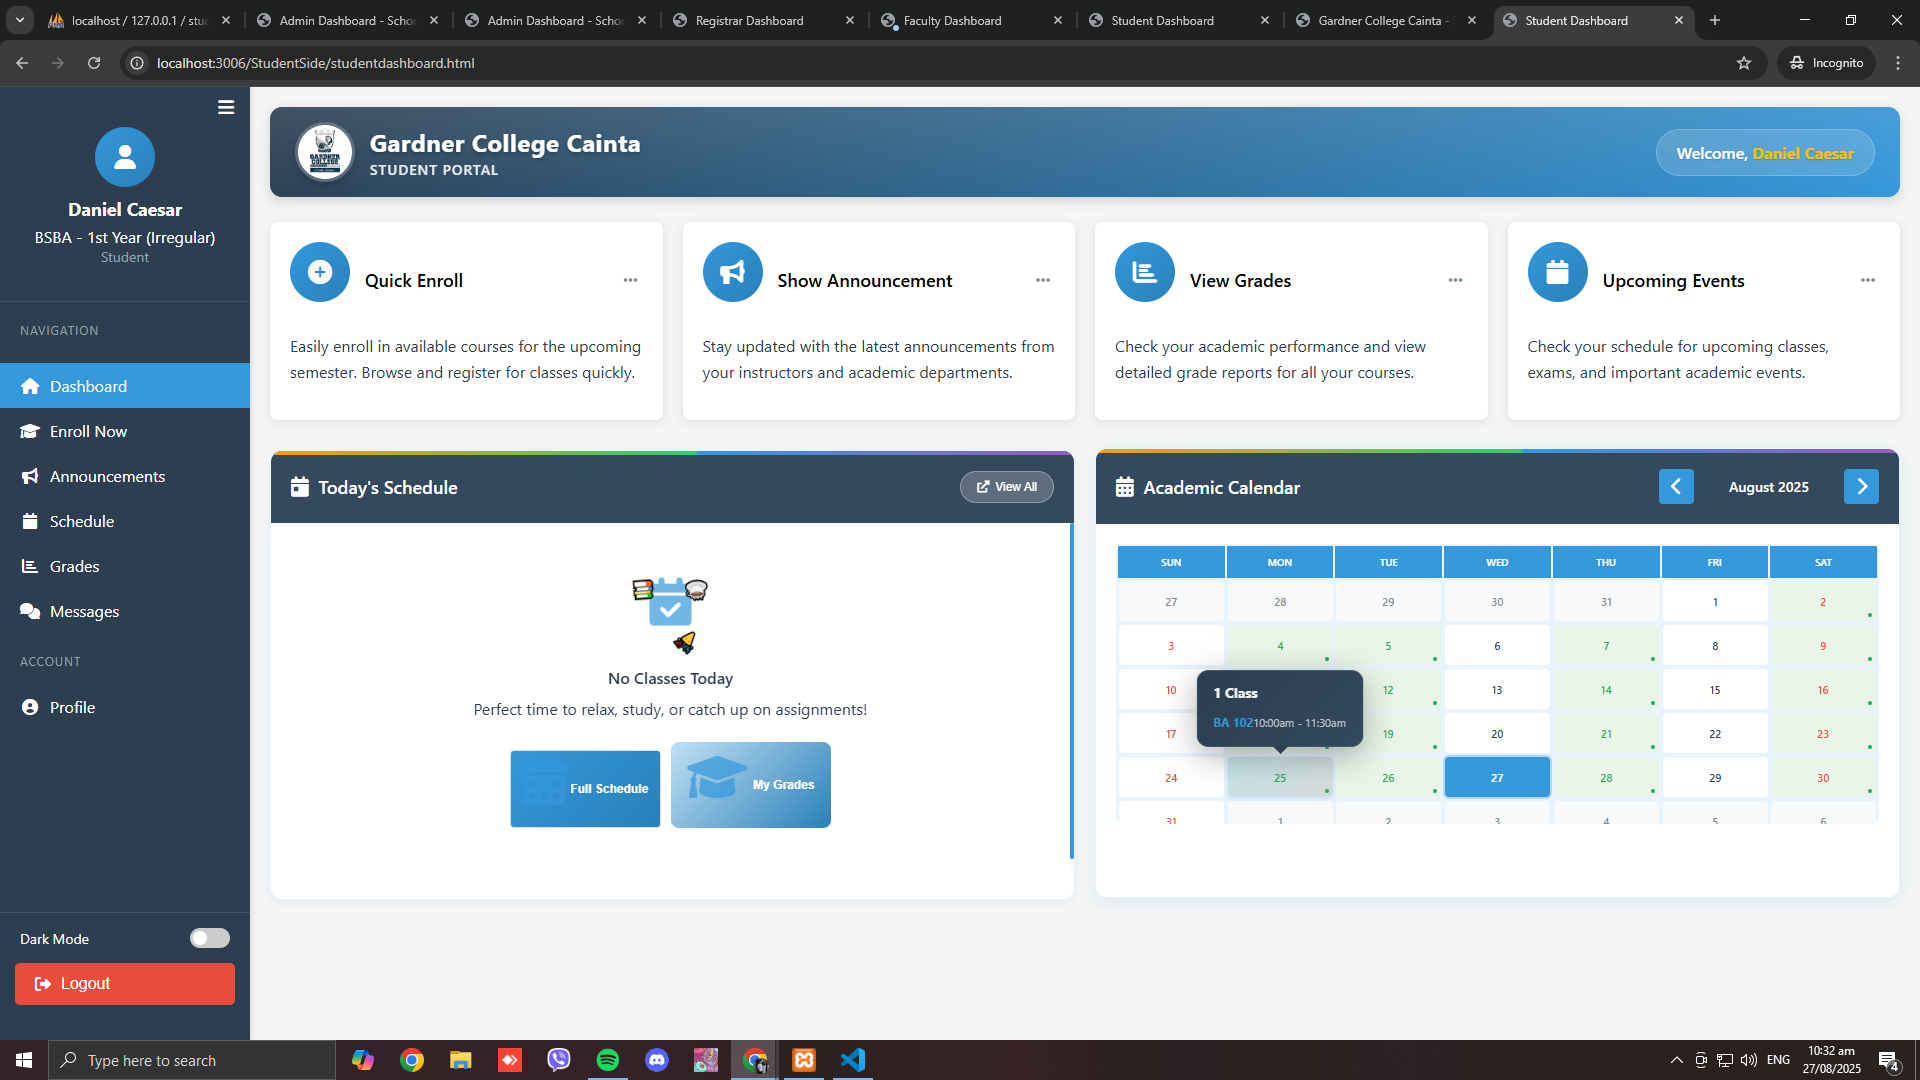 localhost / 127.0.0.1 / stu
Admin Dashboard - Schoo
Admin Dashboard - Schoo
Registrar Dashboard
Faculty Dashboard
Student Dashboard
Gardner College Cainta -
Student Dashboard
localhost:3006/StudentSide/studentdashboard.html
Incognito
Daniel Caesar
BSBA - 1st Year (Irregular)
Student
NAVIGATION
Dashboard
Enroll Now
Announcements
Schedule
Grades
Messages
ACCOUNT
Profile
Dark Mode
Logout
GARDNER
COLLEGE
Gardner College Cainta
STUDENT PORTAL
Welcome, Daniel Caesar
Quick Enroll
Easily enroll in available courses for the upcoming
semester. Browse and register for classes quickly.
Show Announcement
Stay updated with the latest announcements from
your instructors and academic departments.
View Grades
Check your academic performance and view
detailed grade reports for all your courses.
Upcoming Events
Check your schedule for upcoming classes,
exams, and important academic events.
Today's Schedule
View All
No Classes Today
Perfect time to relax, study, or catch up on assignments!
Full Schedule
My Grades
Academic Calendar
August 2025
SUN MON TUE WED THU FRI SAT
27 28 29 30 31 1 2
3 4 5 6 7 8 9
10 12 13 14 15 16
17 19 20 21 22 23
24 25 26 27 28 29 30
31 1 2 3 4 5 6
1 Class
BA 10210:00am - 11:30am
Type here to search
ENG
10:32 am
27/08/2025
4